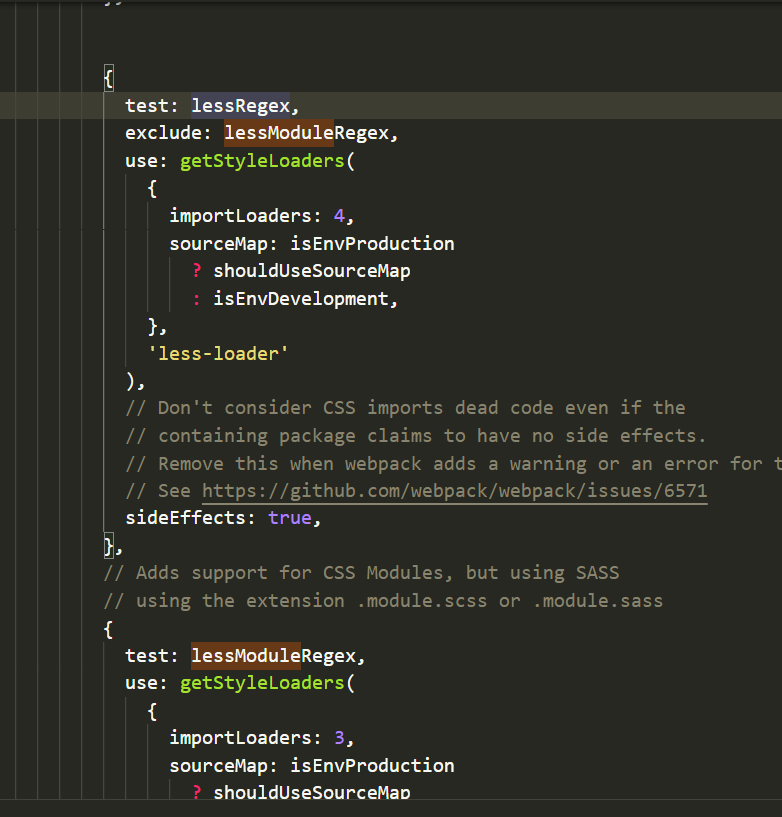 {
test: lessRegex,
exclude: lessModuleRegex,
use: getStyleLoaders(
{
importLoaders: 4,
sourceMap: isEnvProduction
? shouldUseSourceMap
: isEnvDevelopment,
},
'less-loader'
),
// Don't consider CSS imports dead code even if the
// containing package claims to have no side effects.
// Remove this when webpack adds a warning or an error for t
// See https://github.com/webpack/webpack/issues/6571
sideEffects: true,
},
// Adds support for CSS Modules, but using SASS
// using the extension .module.scss or .module.sass
{
test: lessModuleRegex,
use: getStyleLoaders(
{
importLoaders: 3,
sourceMap: isEnvProduction
? shouldUseSourceMap